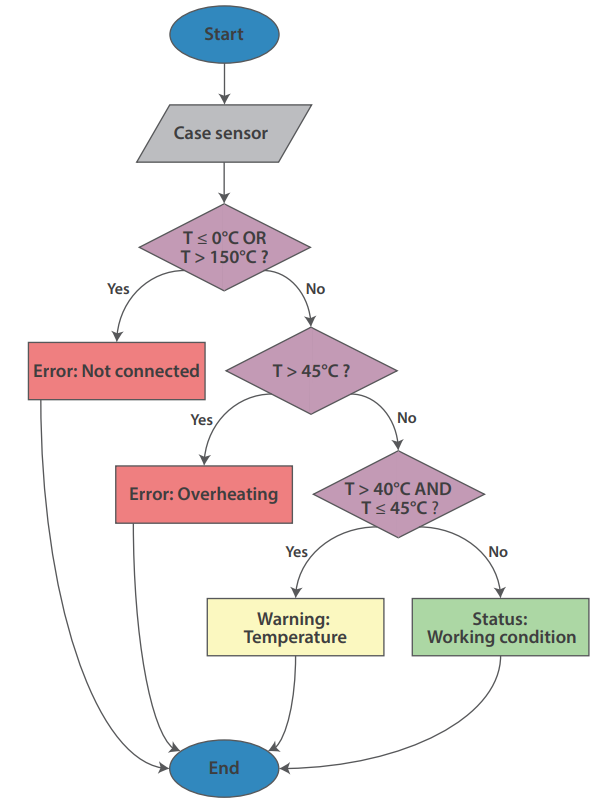 Start
Case sensor
T ≤ 0°C OR
T > 150°C ?
Yes
No
Error: Not connected
T > 45°C ?
Yes
No
Error: Overheating
T > 40°C AND
T ≤ 45°C ?
Yes
No
Warning:
Temperature
Status:
Working condition
End